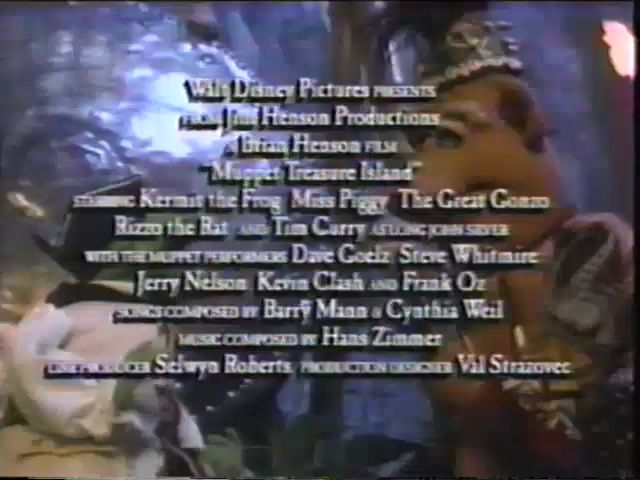 Walt Disney Pictures PRESENTS
FROM Jim Henson Productions
A Brian Henson FILM
"Muppet Treasure Island"
STARRING Kermit the Frog Miss Piggy The Great Gonzo
Rizzo the Rat AND Tim Curry AS LONG JOHN SILVER
WITH THE MUPPET PERFORMERS Dave Goelz Steve Whitmire
Jerry Nelson Kevin Clash AND Frank Oz
SONGS COMPOSED BY Barry Mann & Cynthia Weil
MUSIC COMPOSED BY Hans Zimmer
LINE PRODUCER Selwyn Roberts PRODUCTION DESIGNER Val Strazovec